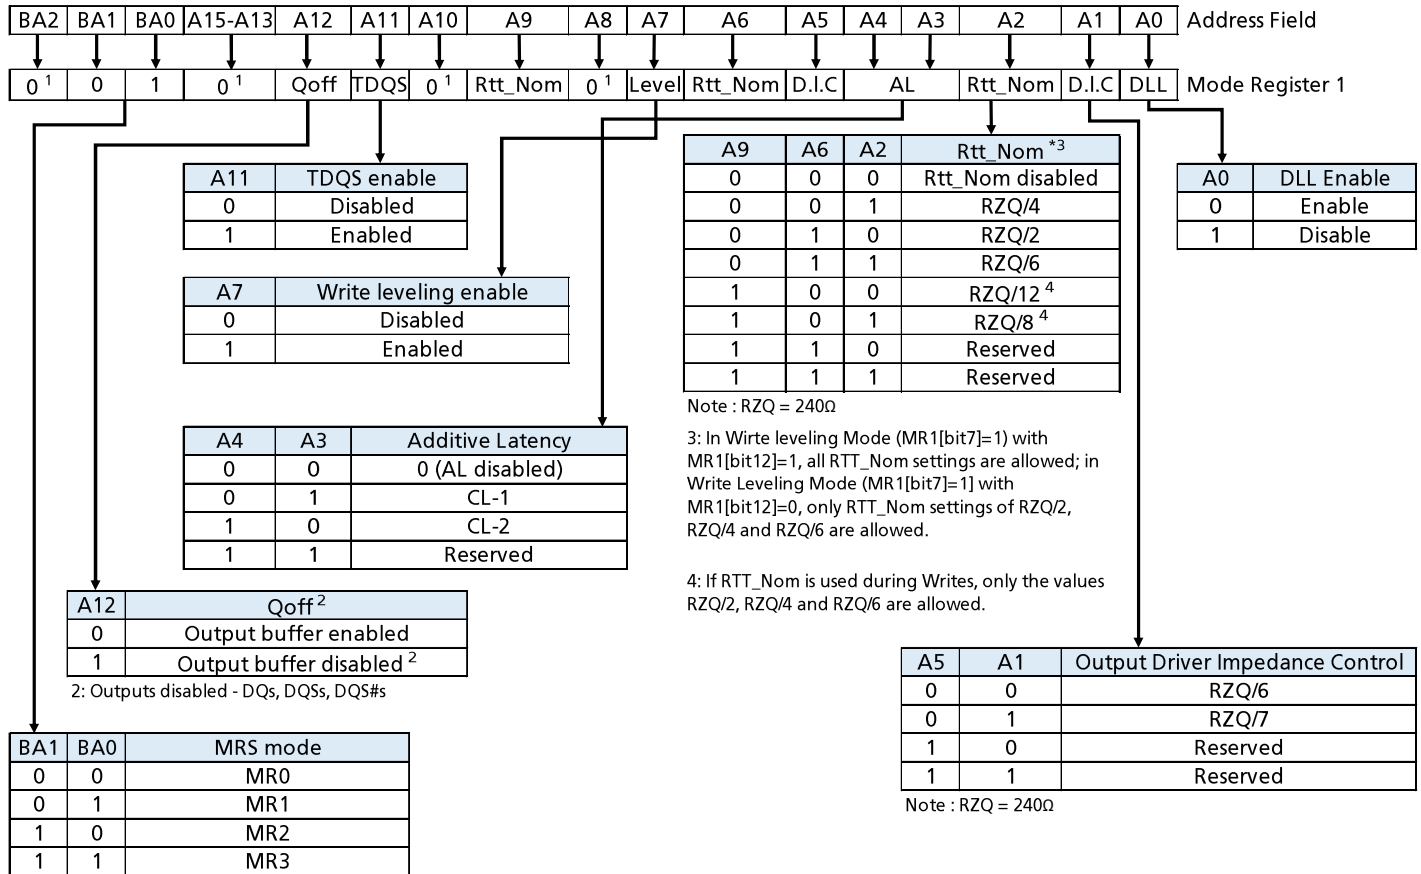 BA2 BA1 BA0 A15-A13 A12 A11 A10 A9 A8 A7 A6 A5 A4 A3 A2 A1 A0 Address Field
0 1 0 1 0 1 Qoff TDQS 0 1 Rtt_Nom 0 1 Level Rtt_Nom D.I.C AL Rtt_Nom D.I.C DLL Mode Register 1
A11 TDQS enable
0 Disabled
1 Enabled
A7 Write leveling enable
0 Disabled
1 Enabled
A4 A3 Additive Latency
0 0 0 (AL disabled)
0 1 CL-1
1 0 CL-2
1 1 Reserved
A12 Qoff 2
0 Output buffer enabled
1 Output buffer disabled 2
2: Outputs disabled - DQs, DQSs, DQS#s
BA1 BA0 MRS mode
0 0 MR0
0 1 MR1
1 0 MR2
1 1 MR3
A9 A6 A2 Rtt_Nom *3
0 0 0 Rtt_Nom disabled
0 0 1 RZQ/4
0 1 0 RZQ/2
0 1 1 RZQ/6
1 0 0 RZQ/12 4
1 0 1 RZQ/8 4
1 1 0 Reserved
1 1 1 Reserved
Note : RZQ = 240Ω
3: In Wirte leveling Mode (MR1[bit7]=1) with
MR1[bit12]=1, all RTT_Nom settings are allowed; in
Write Leveling Mode (MR1[bit7]=1] with
MR1[bit12]=0, only RTT_Nom settings of RZQ/2,
RZQ/4 and RZQ/6 are allowed.
4: If RTT_Nom is used during Writes, only the values
RZQ/2, RZQ/4 and RZQ/6 are allowed.
A0 DLL Enable
0 Enable
1 Disable
A5 A1 Output Driver Impedance Control
0 0 RZQ/6
0 1 RZQ/7
1 0 Reserved
1 1 Reserved
Note : RZQ = 240Ω